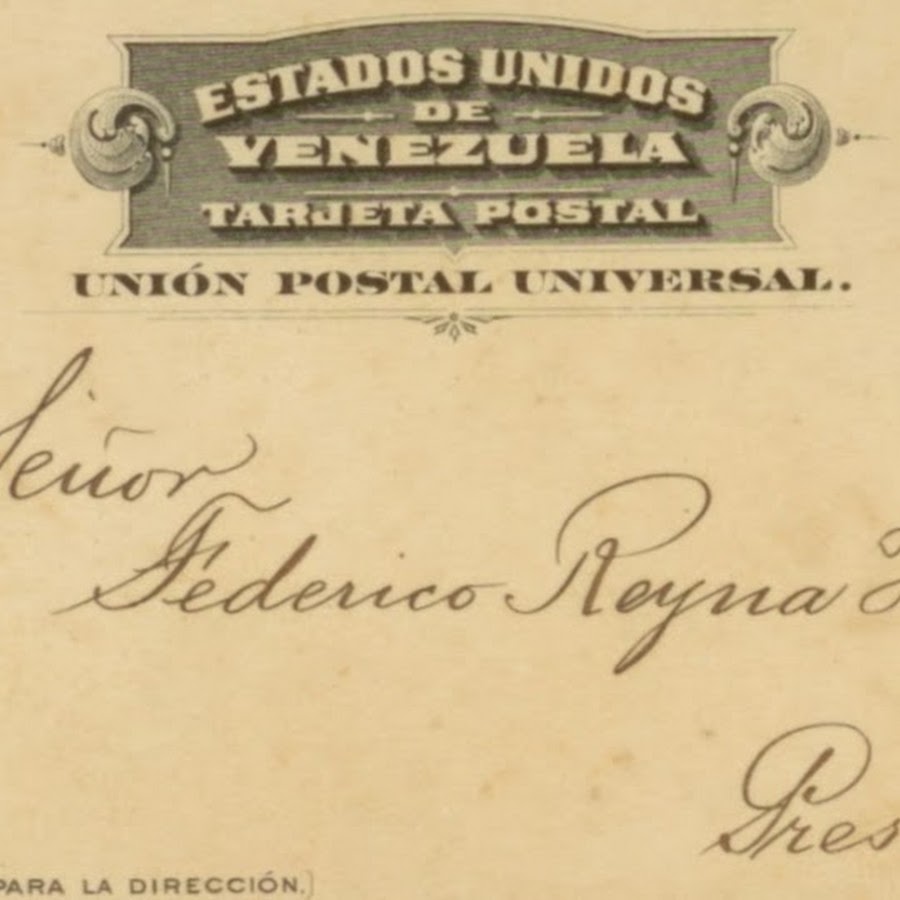 ESTADOS UNIDOS
DE
VENEZUELA
TARJETA POSTAL
UNIÓN POSTAL UNIVERSAL.
Señor
Federico Reyna
PARA LA DIRECCIÓN.)